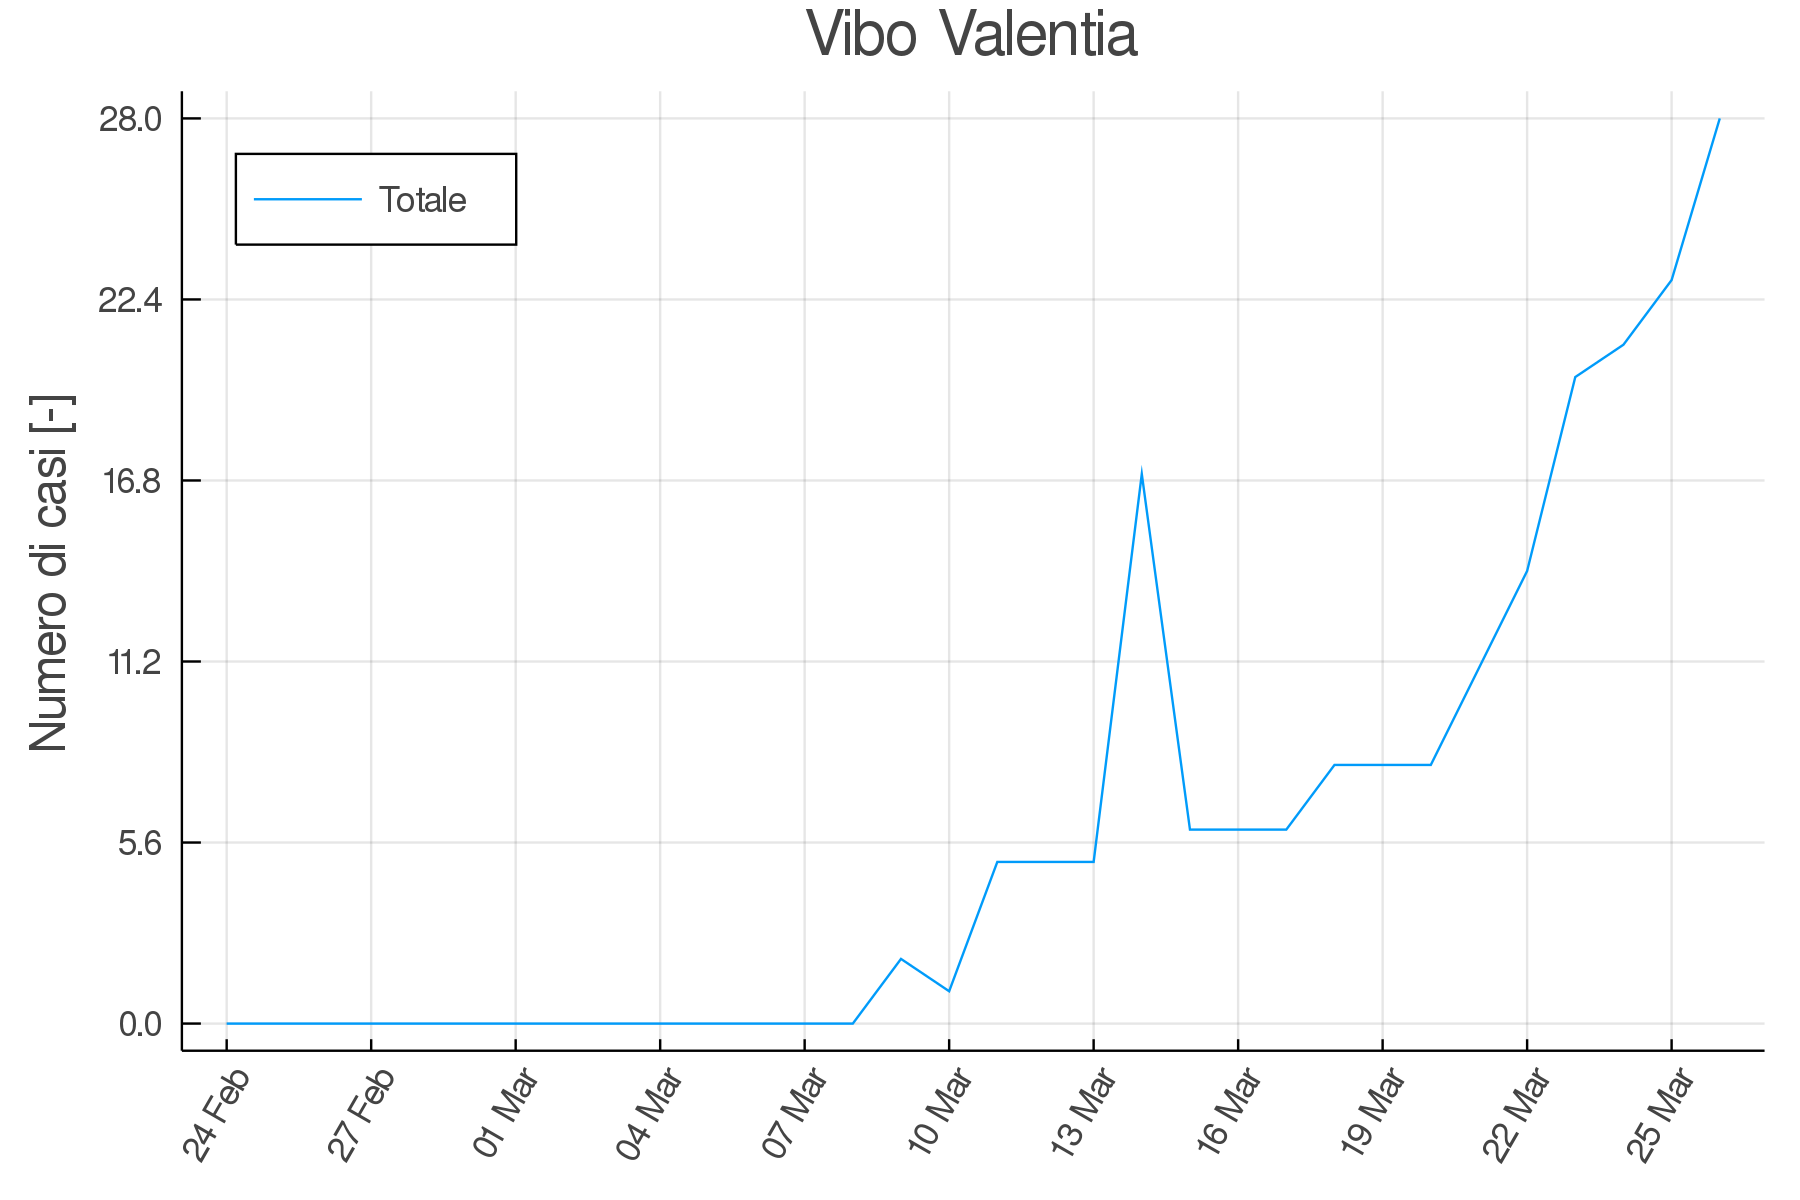 Vibo Valentia
Numero di casi [-]
28.0
22.4
16.8
11.2
5.6
0.0
Totale
24 Feb
27 Feb
01 Mar
04 Mar
07 Mar
10 Mar
13 Mar
16 Mar
19 Mar
22 Mar
25 Mar